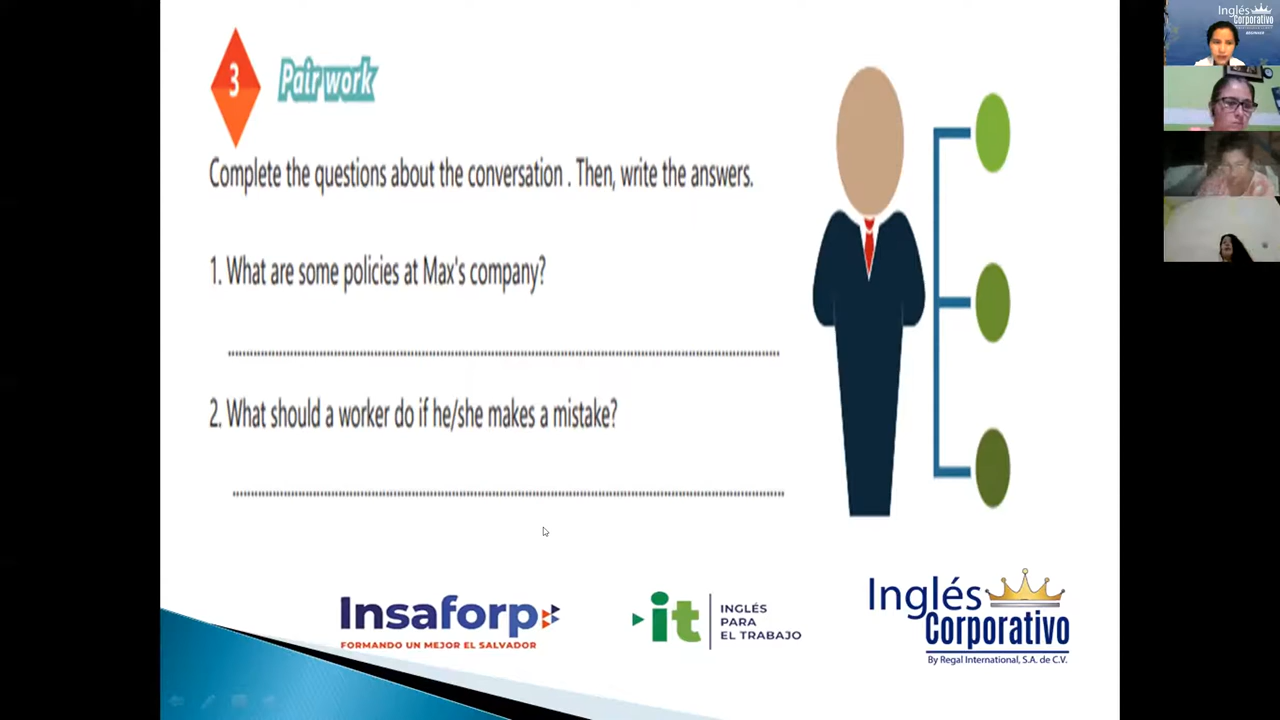 3
Pair work
Complete the questions about the conversation . Then, write the answers.
1. What are some policies at Max's company?
2. What should a worker do if he/she makes a mistake?
Insaforp
FORMANDO UN MEJOR EL SALVADOR
it
INGLÉS
PARA
EL TRABAJO
Inglés
Corporativo
By Regal International, S.A. de C.V.
Inglés
Corporativo
BEGINNER